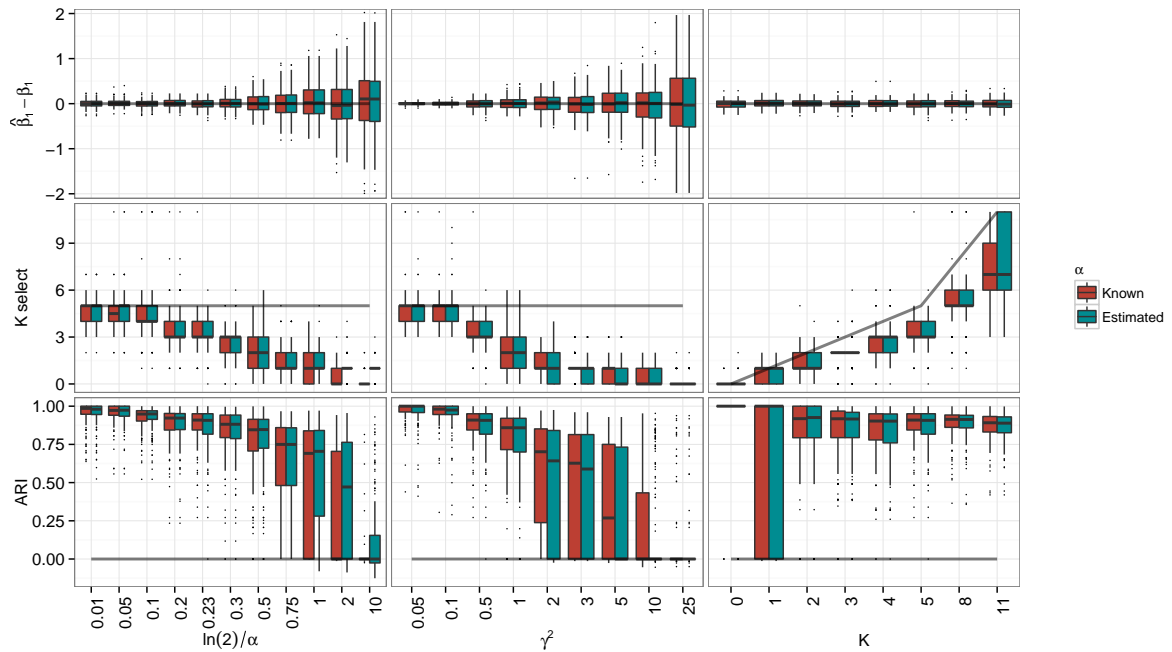 2
1
0
−1
−2
β̂₁ − β₁
9
6
3
0
K select
1.00
0.75
0.50
0.25
0.00
ARI
0.01 0.05 0.1 0.2 0.23 0.3 0.5 0.75 1 2 10
ln(2)/α
0.05 0.1 0.5 1 2 3 5 10 25
γ²
0 1 2 3 4 5 8 11
K
α
Known
Estimated